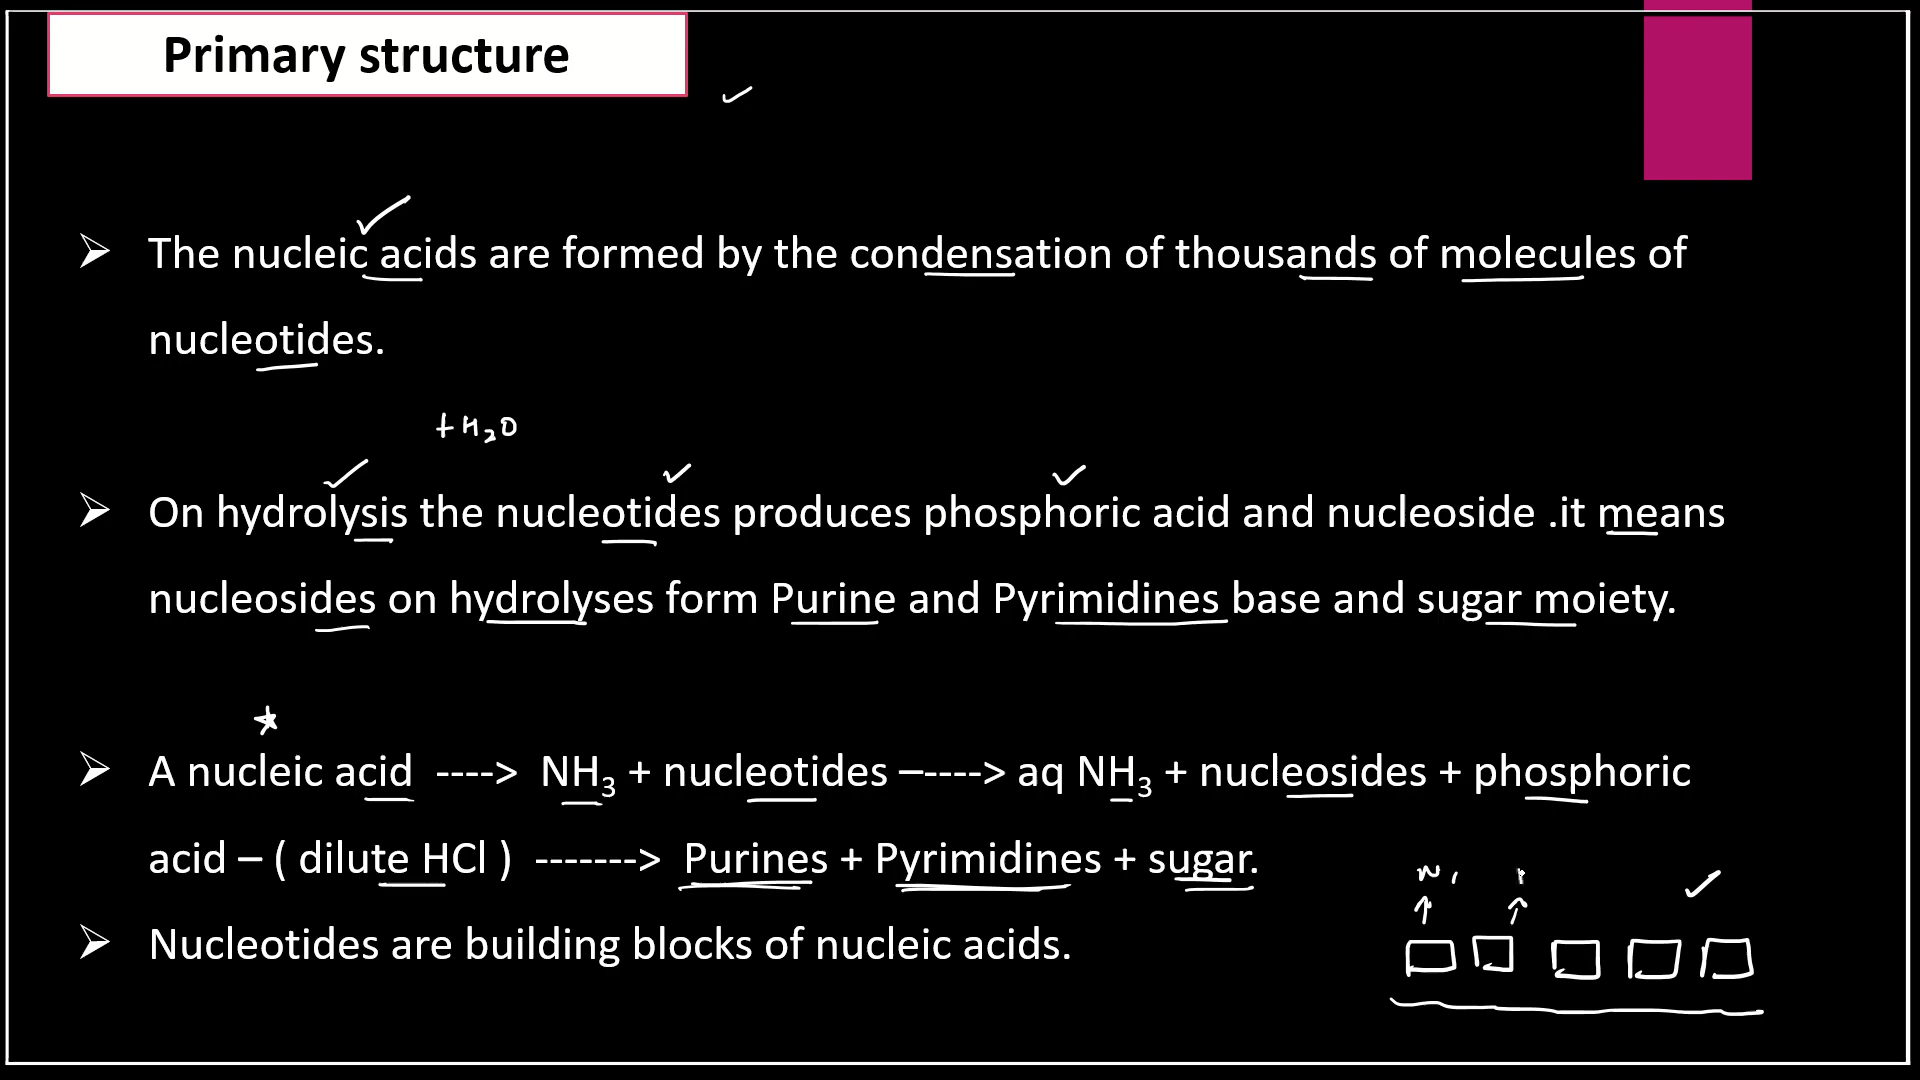 Primary structure
The nucleic acids are formed by the condensation of thousands of molecules of
nucleotides.
+H₂O
On hydrolysis the nucleotides produces phosphoric acid and nucleoside .it means
nucleosides on hydrolyses form Purine and Pyrimidines base and sugar moiety.
A nucleic acid ----> NH₃ + nucleotides –----> aq NH₃ + nucleosides + phosphoric
acid – ( dilute HCl ) -------> Purines + Pyrimidines + sugar.
Nucleotides are building blocks of nucleic acids.